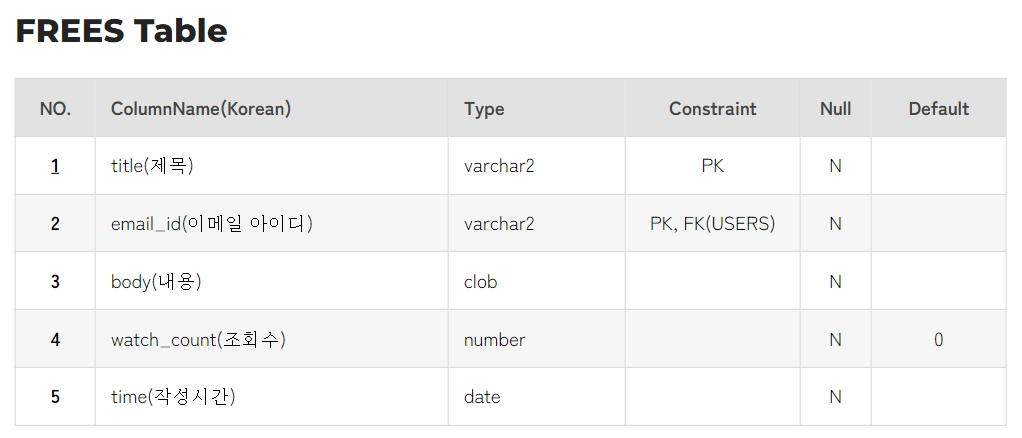 FREES Table
NO. ColumnName(Korean) Type Constraint Null Default
1 title(제목) varchar2 PK N
2 email_id(이메일 아이디) varchar2 PK, FK(USERS) N
3 body(내용) clob N
4 watch_count(조회수) number N 0
5 time(작성시간) date N